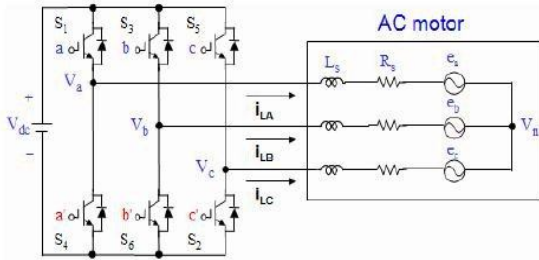 AC motor
S1 S3 S5
a b c
Ls Rs ea
Va
iLA
+
Vdc
−
Vb
eb
Vn
iLB
Vc
ec
iLC
a' b' c'
S4 S6 S2